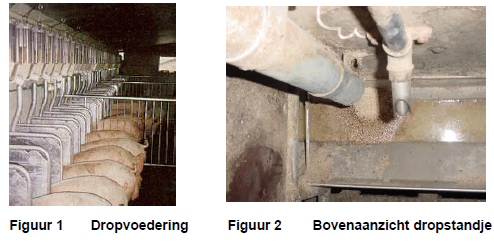 Figuur 1 Dropvoedering
Figuur 2 Bovenaanzicht dropstandje